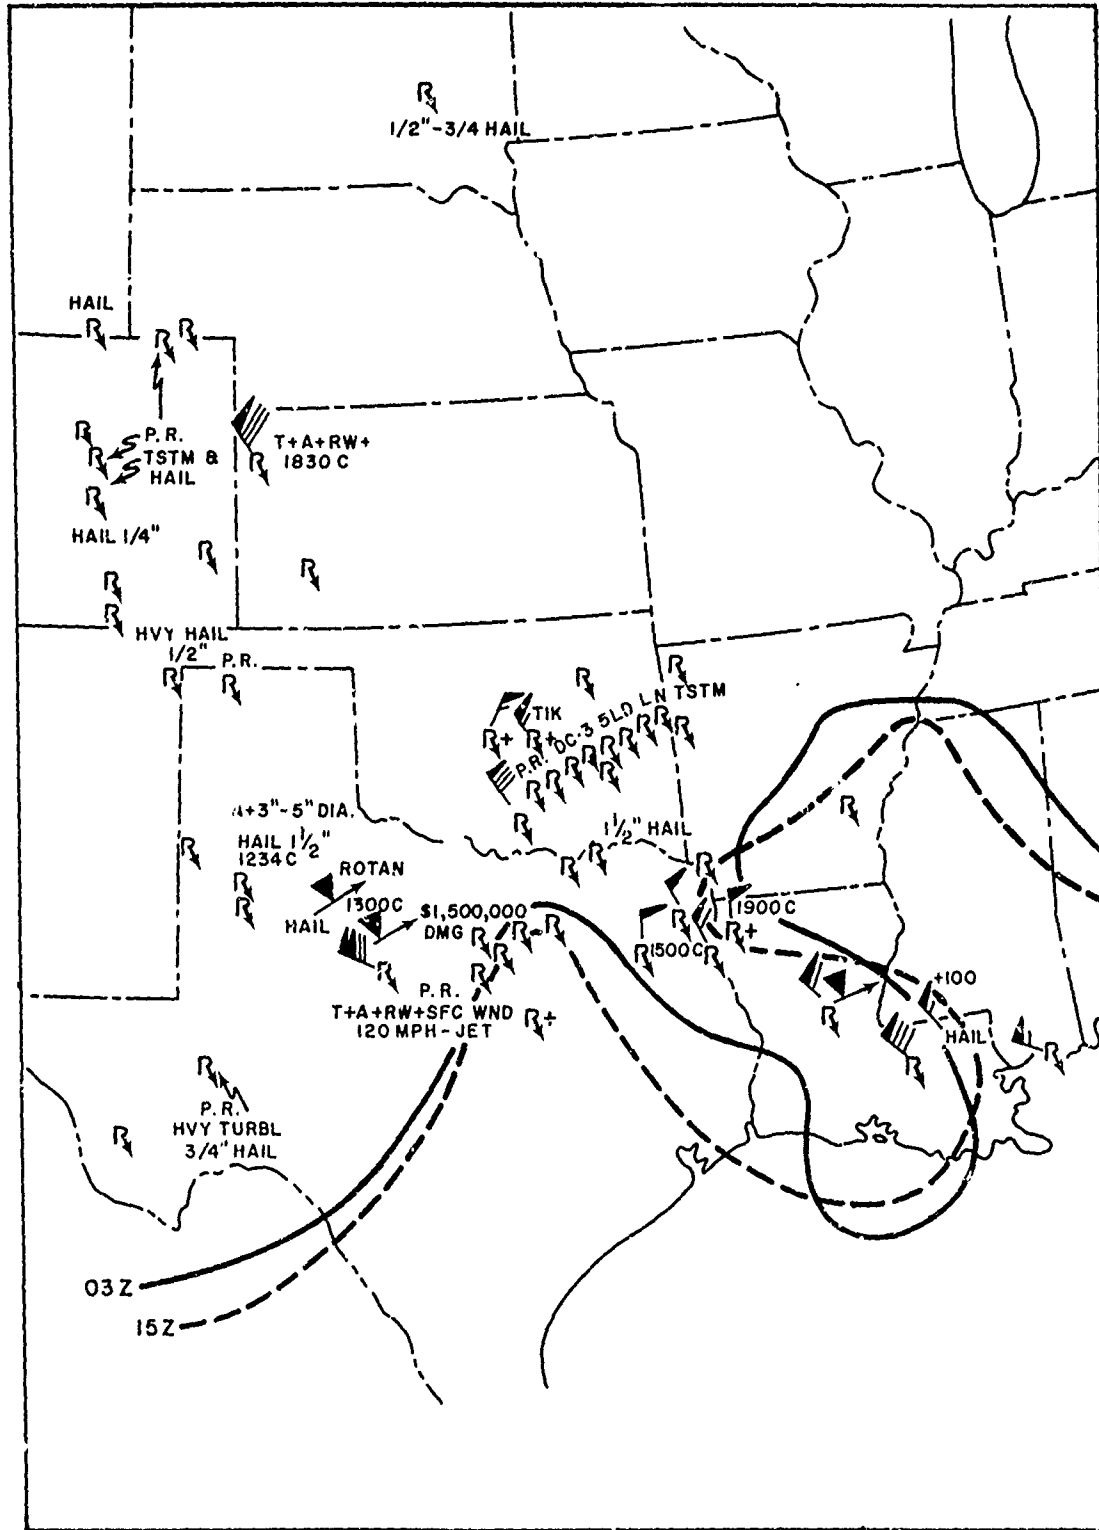 1/2"-3/4 HAIL
HAIL
P.R.
TSTM &
HAIL
T+A+RW+
1830 C
HAIL 1/4"
HVY HAIL
1/2"
P.R.
TIK
P.R. DC-3 SLD LN TSTM
+3"-5" DIA.
HAIL 1 1/2"
1234 C
1 1/2" HAIL
ROTAN
1300C
HAIL
$1,500,000
DMG
1900 C
1500 C
P.R.
T+A+RW+SFC WND
120 MPH-JET
+100
HAIL
P.R.
HVY TURBL
3/4" HAIL
03 Z
15 Z